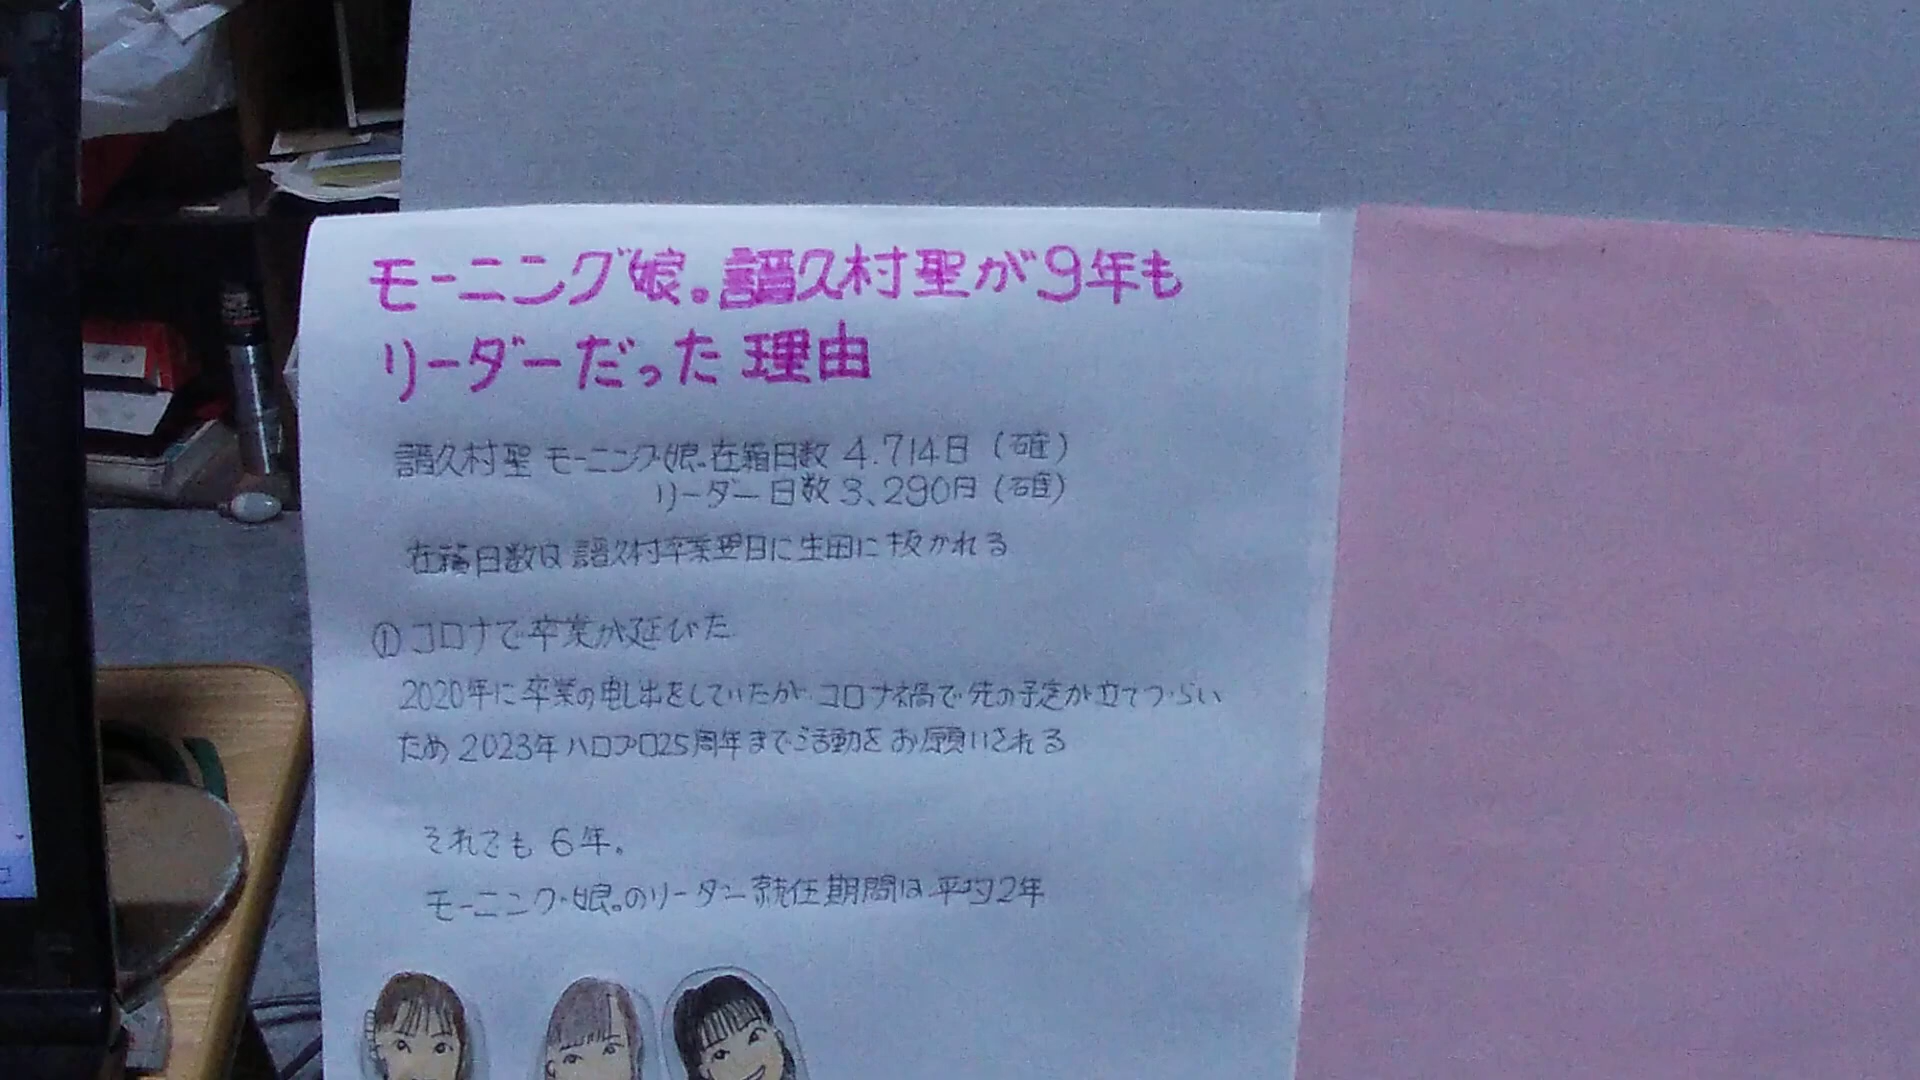 モーニング娘。譜久村聖が9年も
リーダーだった理由
譜久村聖 モーニング娘。在籍日数 4.714日 (確)
リーダー日数 3、290日 (確)
在籍日数は 譜久村卒業翌日に生田に抜かれる
①コロナで卒業が延びた
2020年に卒業の申し出をしていたが コロナ禍で先の予定が立てづらい
ため 2023年 ハロプロ25周年まで活動をお願いされる
それでも 6年。
モーニング娘。のリーダー就任期間は平均2年